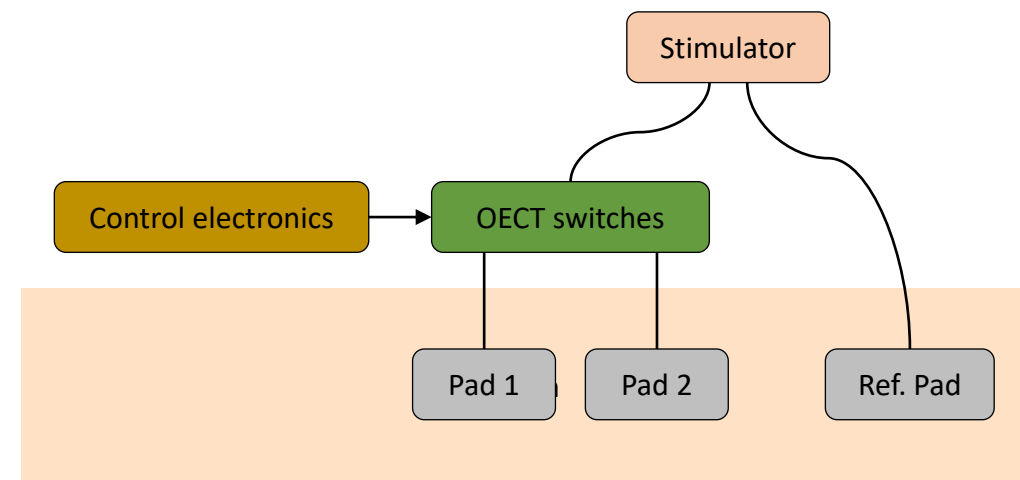 Stimulator
Control electronics
OECT switches
Pad 1
Pad 2
Ref. Pad